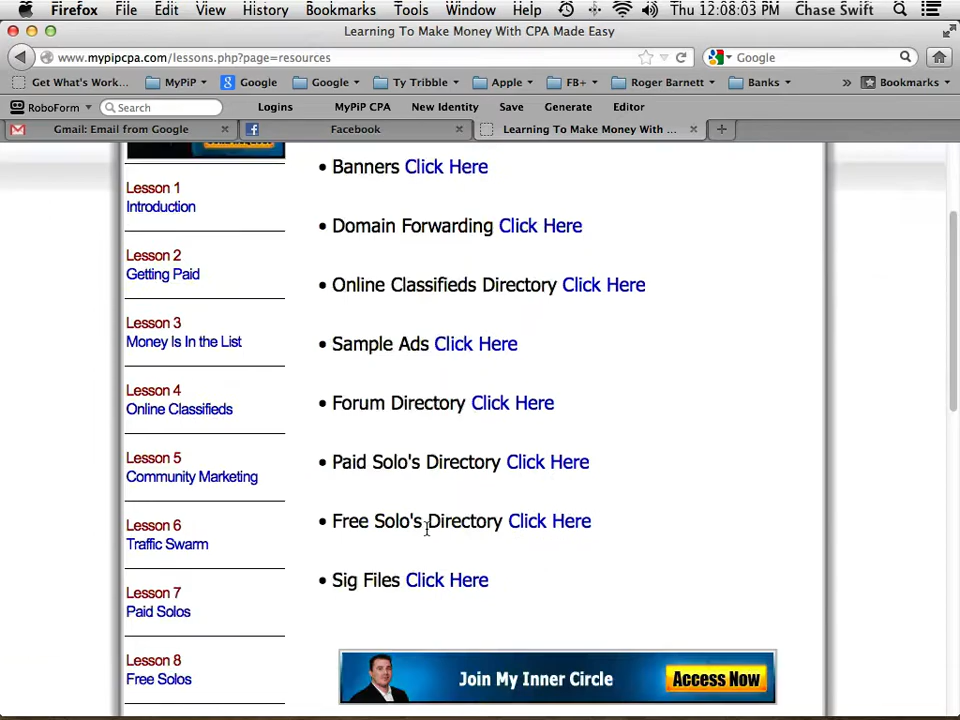 Firefox File Edit View History Bookmarks Tools Window Help Thu 12:08:03 PM Chase Swift
Learning To Make Money With CPA Made Easy
www.mypipcpa.com/lessons.php?page=resources
Google
Get What's Work... MyPiP Google Google Ty Tribble Apple FB+ Roger Barnett Banks » Bookmarks
RoboForm Search Logins MyPiP CPA New Identity Save Generate Editor
Gmail: Email from Google Facebook Learning To Make Money With ...
• Banners Click Here
• Domain Forwarding Click Here
• Online Classifieds Directory Click Here
• Sample Ads Click Here
• Forum Directory Click Here
• Paid Solo's Directory Click Here
• Free Solo's Directory Click Here
• Sig Files Click Here
Lesson 1
Introduction
Lesson 2
Getting Paid
Lesson 3
Money Is In the List
Lesson 4
Online Classifieds
Lesson 5
Community Marketing
Lesson 6
Traffic Swarm
Lesson 7
Paid Solos
Lesson 8
Free Solos
Join My Inner Circle Access Now